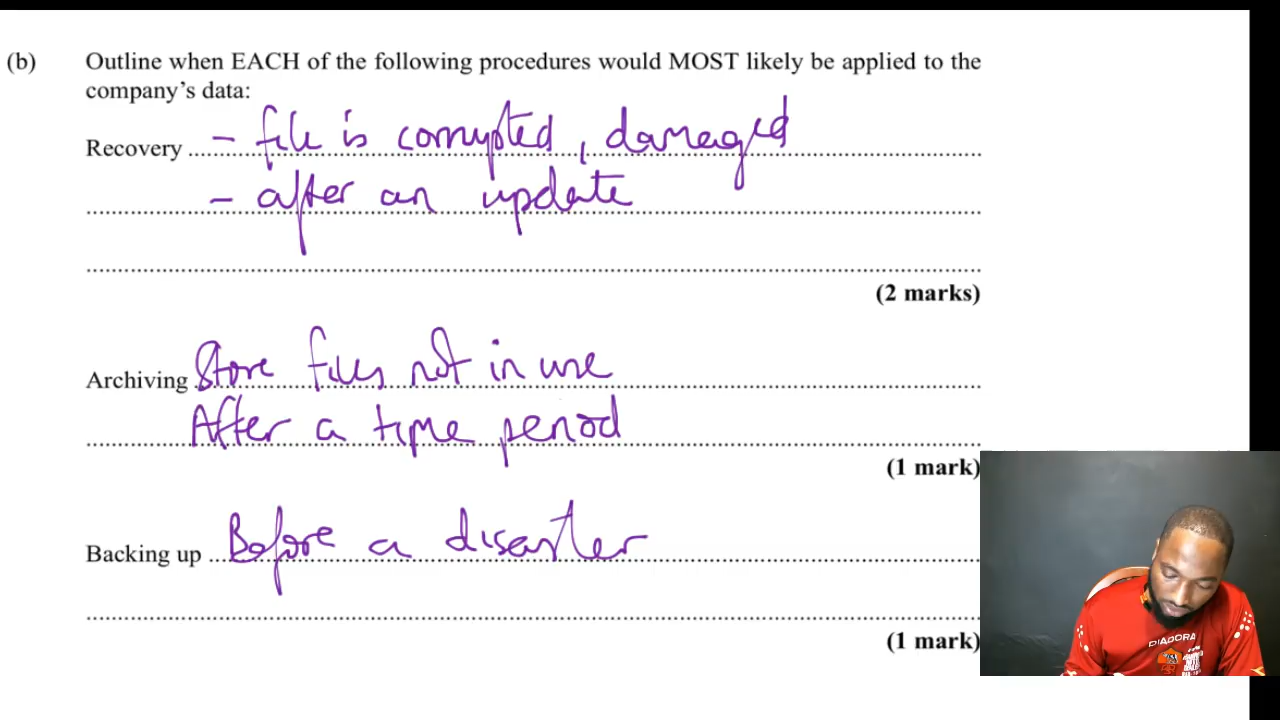 (b) Outline when EACH of the following procedures would MOST likely be applied to the
company's data:
Recovery - file is corrupted, damaged
- after an update
(2 marks)
Archiving Store files not in use
After a time period
(1 mark)
Backing up Before a disaster
(1 mark)
DIADORA